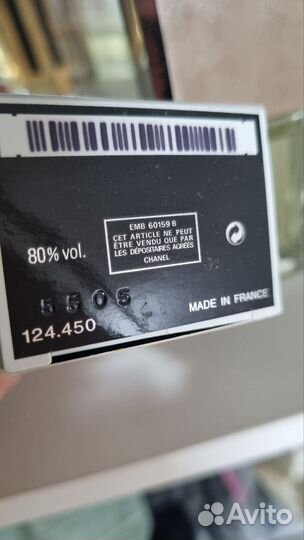 EMB 60159 B
CET ARTICLE NE PEUT
ÊTRE VENDU QUE PAR
LES DÉPOSITAIRES AGRÉÉS
CHANEL
80% vol.
5505
124.450
MADE IN FRANCE
Avito